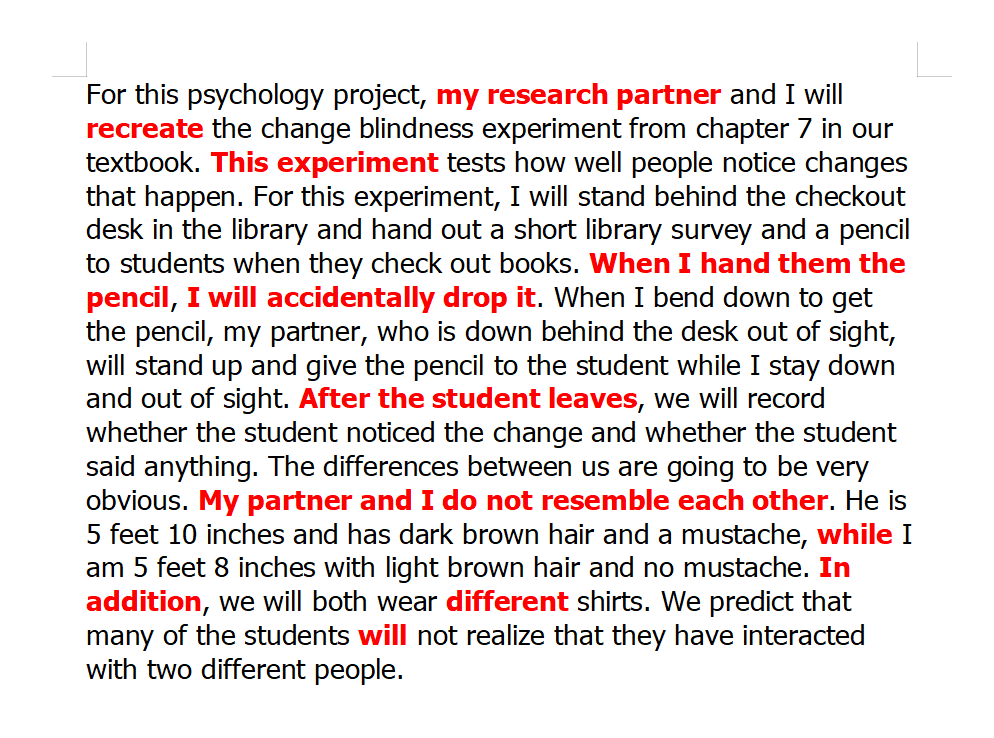 For this psychology project, my research partner and I will
recreate the change blindness experiment from chapter 7 in our
textbook. This experiment tests how well people notice changes
that happen. For this experiment, I will stand behind the checkout
desk in the library and hand out a short library survey and a pencil
to students when they check out books. When I hand them the
pencil, I will accidentally drop it. When I bend down to get
the pencil, my partner, who is down behind the desk out of sight,
will stand up and give the pencil to the student while I stay down
and out of sight. After the student leaves, we will record
whether the student noticed the change and whether the student
said anything. The differences between us are going to be very
obvious. My partner and I do not resemble each other. He is
5 feet 10 inches and has dark brown hair and a mustache, while I
am 5 feet 8 inches with light brown hair and no mustache. In
addition, we will both wear different shirts. We predict that
many of the students will not realize that they have interacted
with two different people.